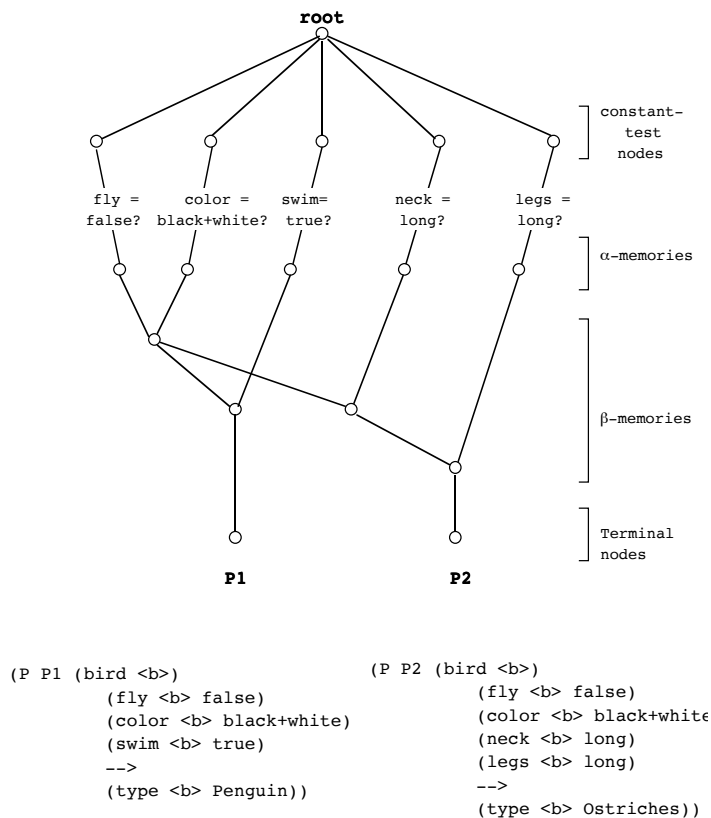 root
constant-
test
nodes
fly =
false?
color =
black+white?
swim=
true?
neck =
long?
legs =
long?
α-memories
β-memories
Terminal
nodes
P1
P2
(P P1 (bird <b>)
(fly <b> false)
(color <b> black+white)
(swim <b> true)
-->
(type <b> Penguin))
(P P2 (bird <b>)
(fly <b> false)
(color <b> black+white
(neck <b> long)
(legs <b> long)
-->
(type <b> Ostriches))